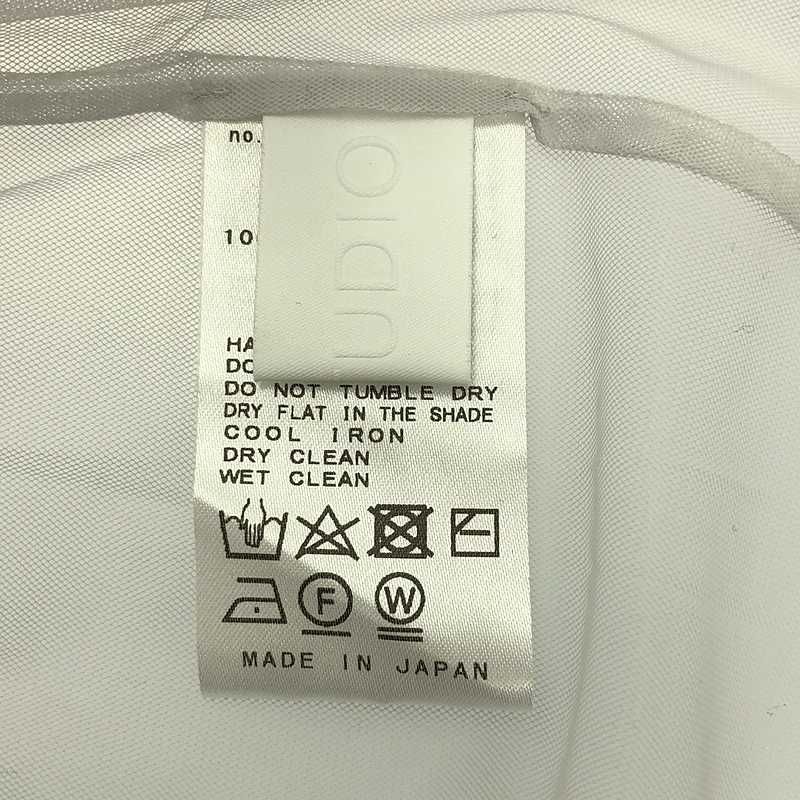 no.
UDIO
10
HA
DO
DO NOT TUMBLE DRY
DRY FLAT IN THE SHADE
COOL IRON
DRY CLEAN
WET CLEAN
F
W
MADE IN JAPAN